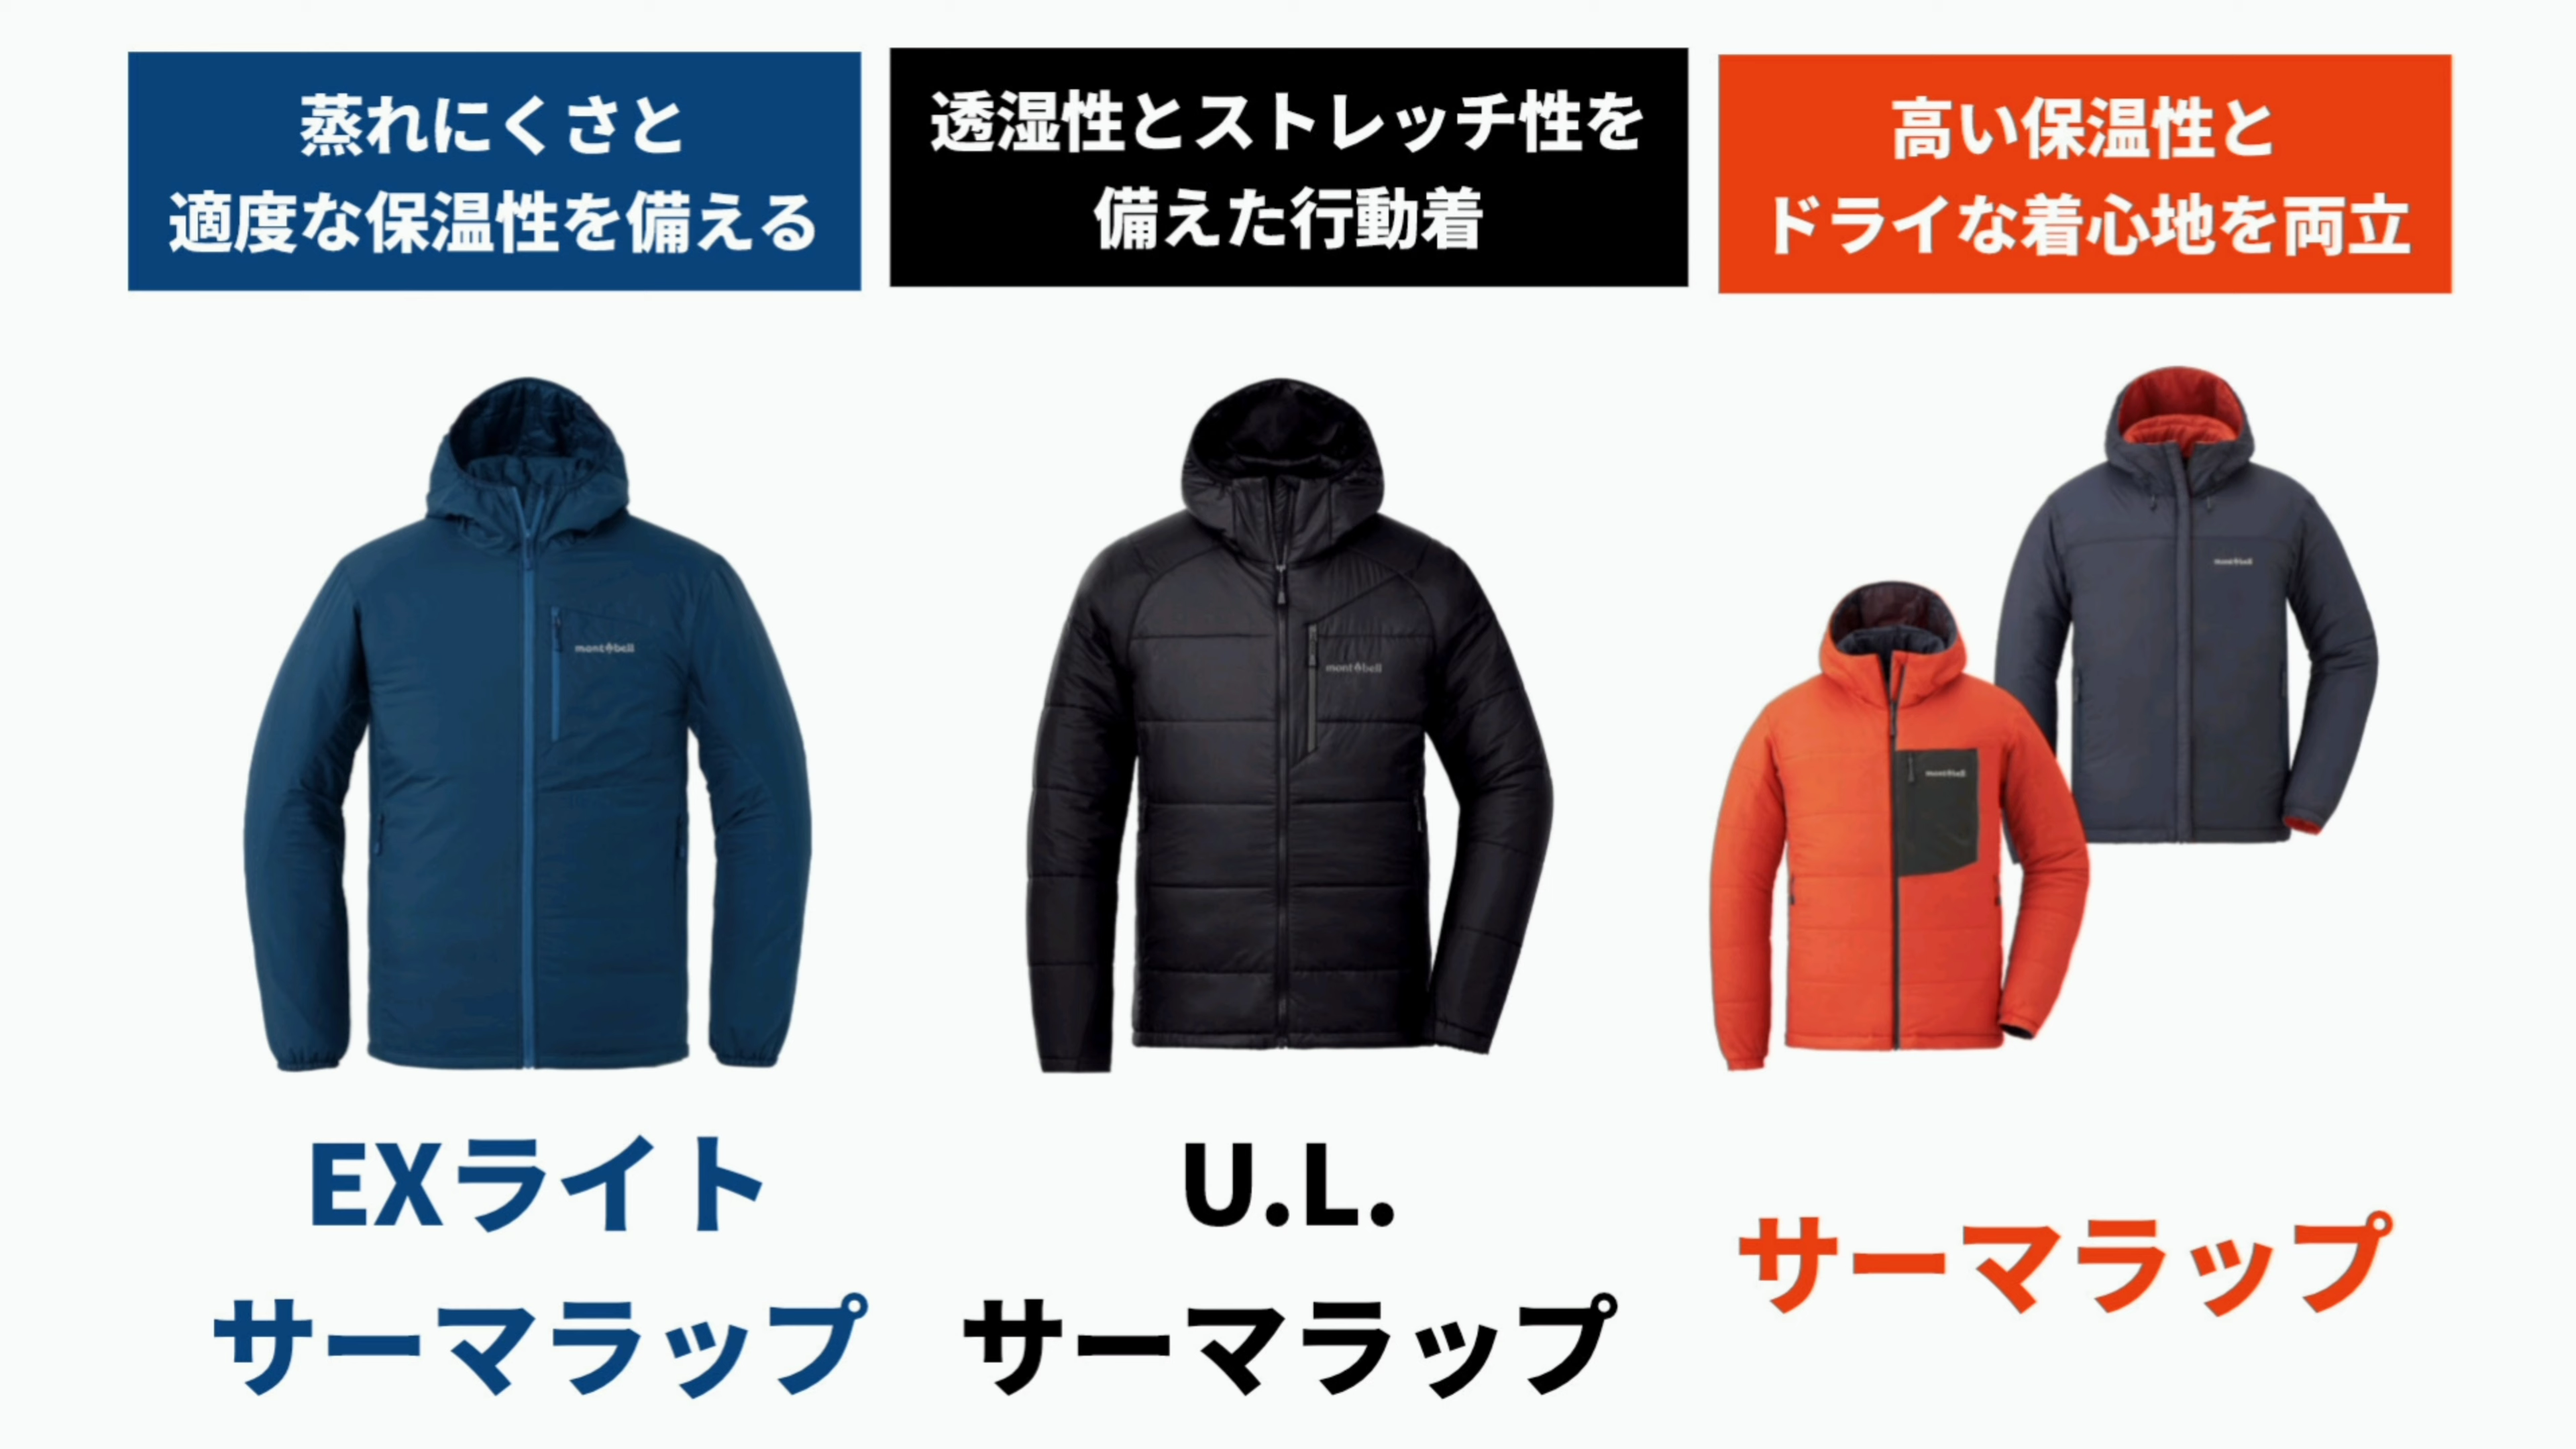 蒸れにくさと
適度な保温性を備える
透湿性とストレッチ性を
備えた行動着
高い保温性と
ドライな着心地を両立
mont bell
mont bell
mont bell
mont bell
EXライト
サーマラップ
U.L.
サーマラップ
サーマラップ